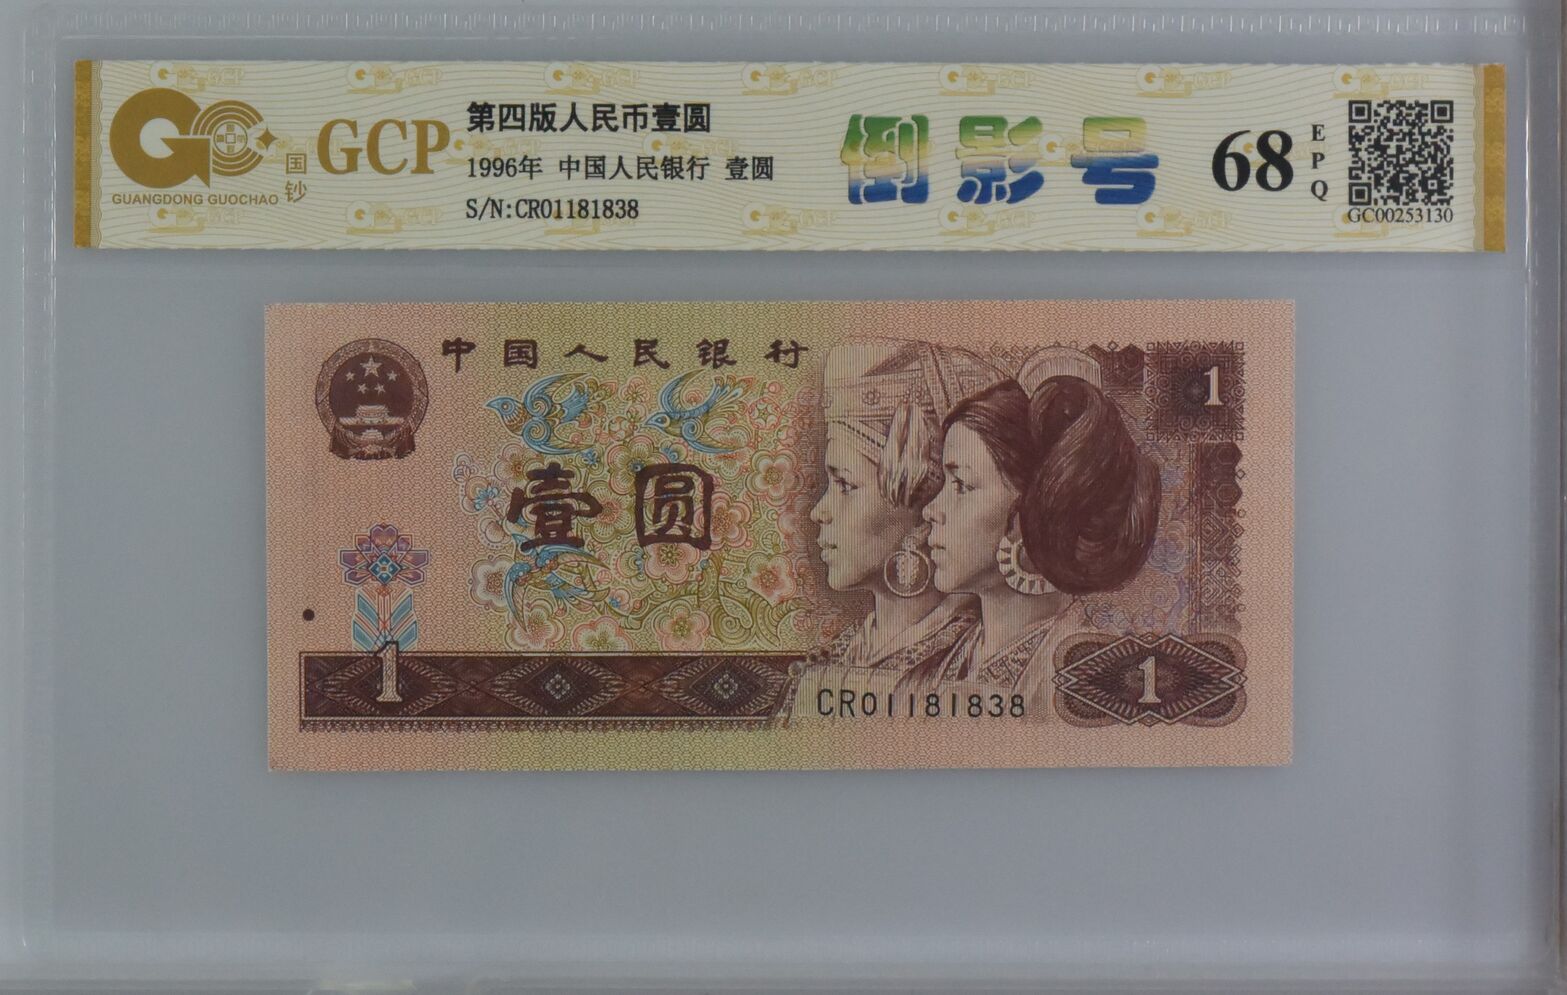 GCP
国钞
GUANGDONG GUOCHAO
第四版人民币壹圆
1996年 中国人民银行 壹圆
S/N:CR01181838
倒影号
68
EPQ
GC00253130
中国人民银行
1
壹圆
1
CR01181838
1